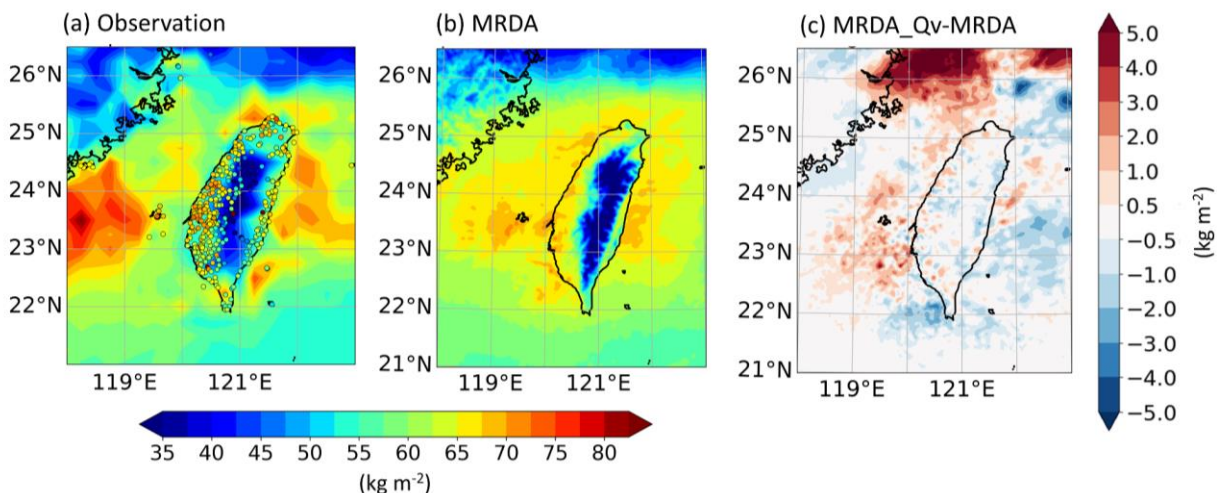 (a) Observation
(b) MRDA
(c) MRDA_Qv-MRDA
26°N
25°N
24°N
23°N
22°N
119°E
121°E
26°N
25°N
24°N
23°N
22°N
21°N
119°E
121°E
26°N
25°N
24°N
23°N
22°N
21°N
119°E
121°E
5.0
4.0
3.0
2.0
1.0
0.5
−0.5
−1.0
−2.0
−3.0
−4.0
−5.0
(kg m⁻²)
35 40 45 50 55 60 65 70 75 80
(kg m⁻²)